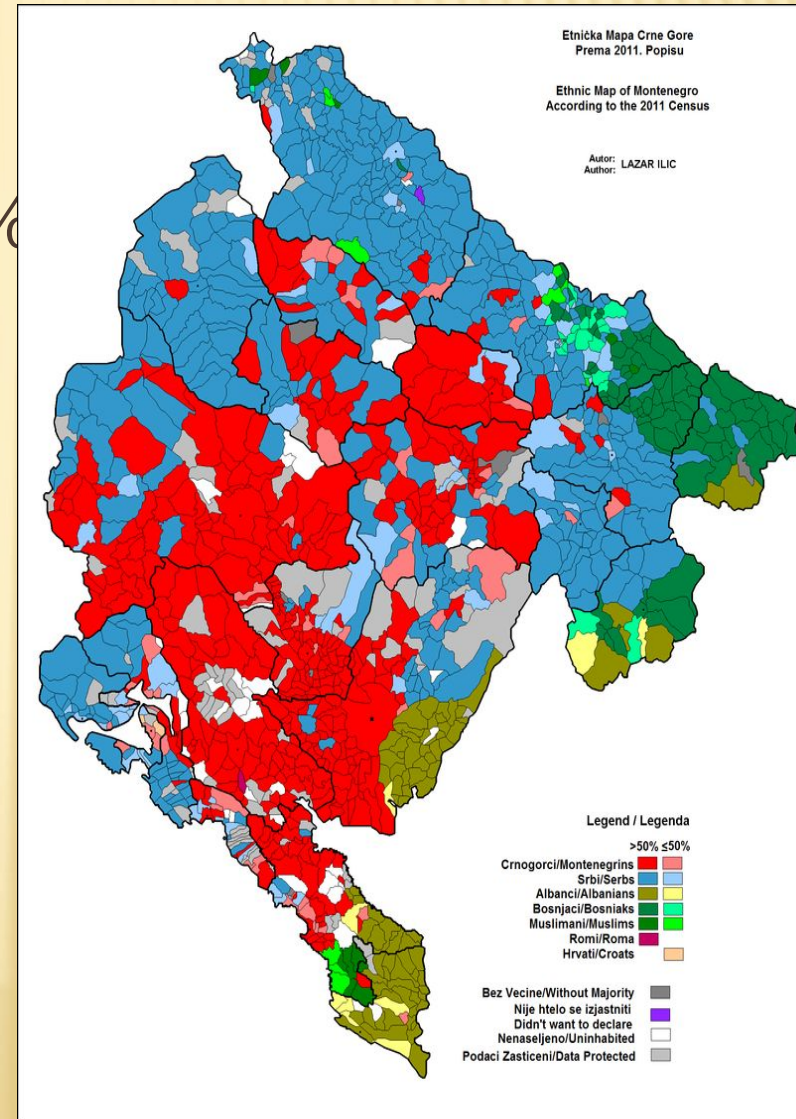 Etnička Mapa Crne Gore
Prema 2011. Popisu
Ethnic Map of Montenegro
According to the 2011 Census
Autor:
Author: LAZAR ILIC
%
Legend / Legenda
>50% ≤50%
Crnogorci/Montenegrins
Srbi/Serbs
Albanci/Albanians
Bosnjaci/Bosniaks
Muslimani/Muslims
Romi/Roma
Hrvati/Croats
Bez Vecine/Without Majority
Nije htelo se izjastniti
Didn't want to declare
Nenaseljeno/Uninhabited
Podaci Zasticeni/Data Protected